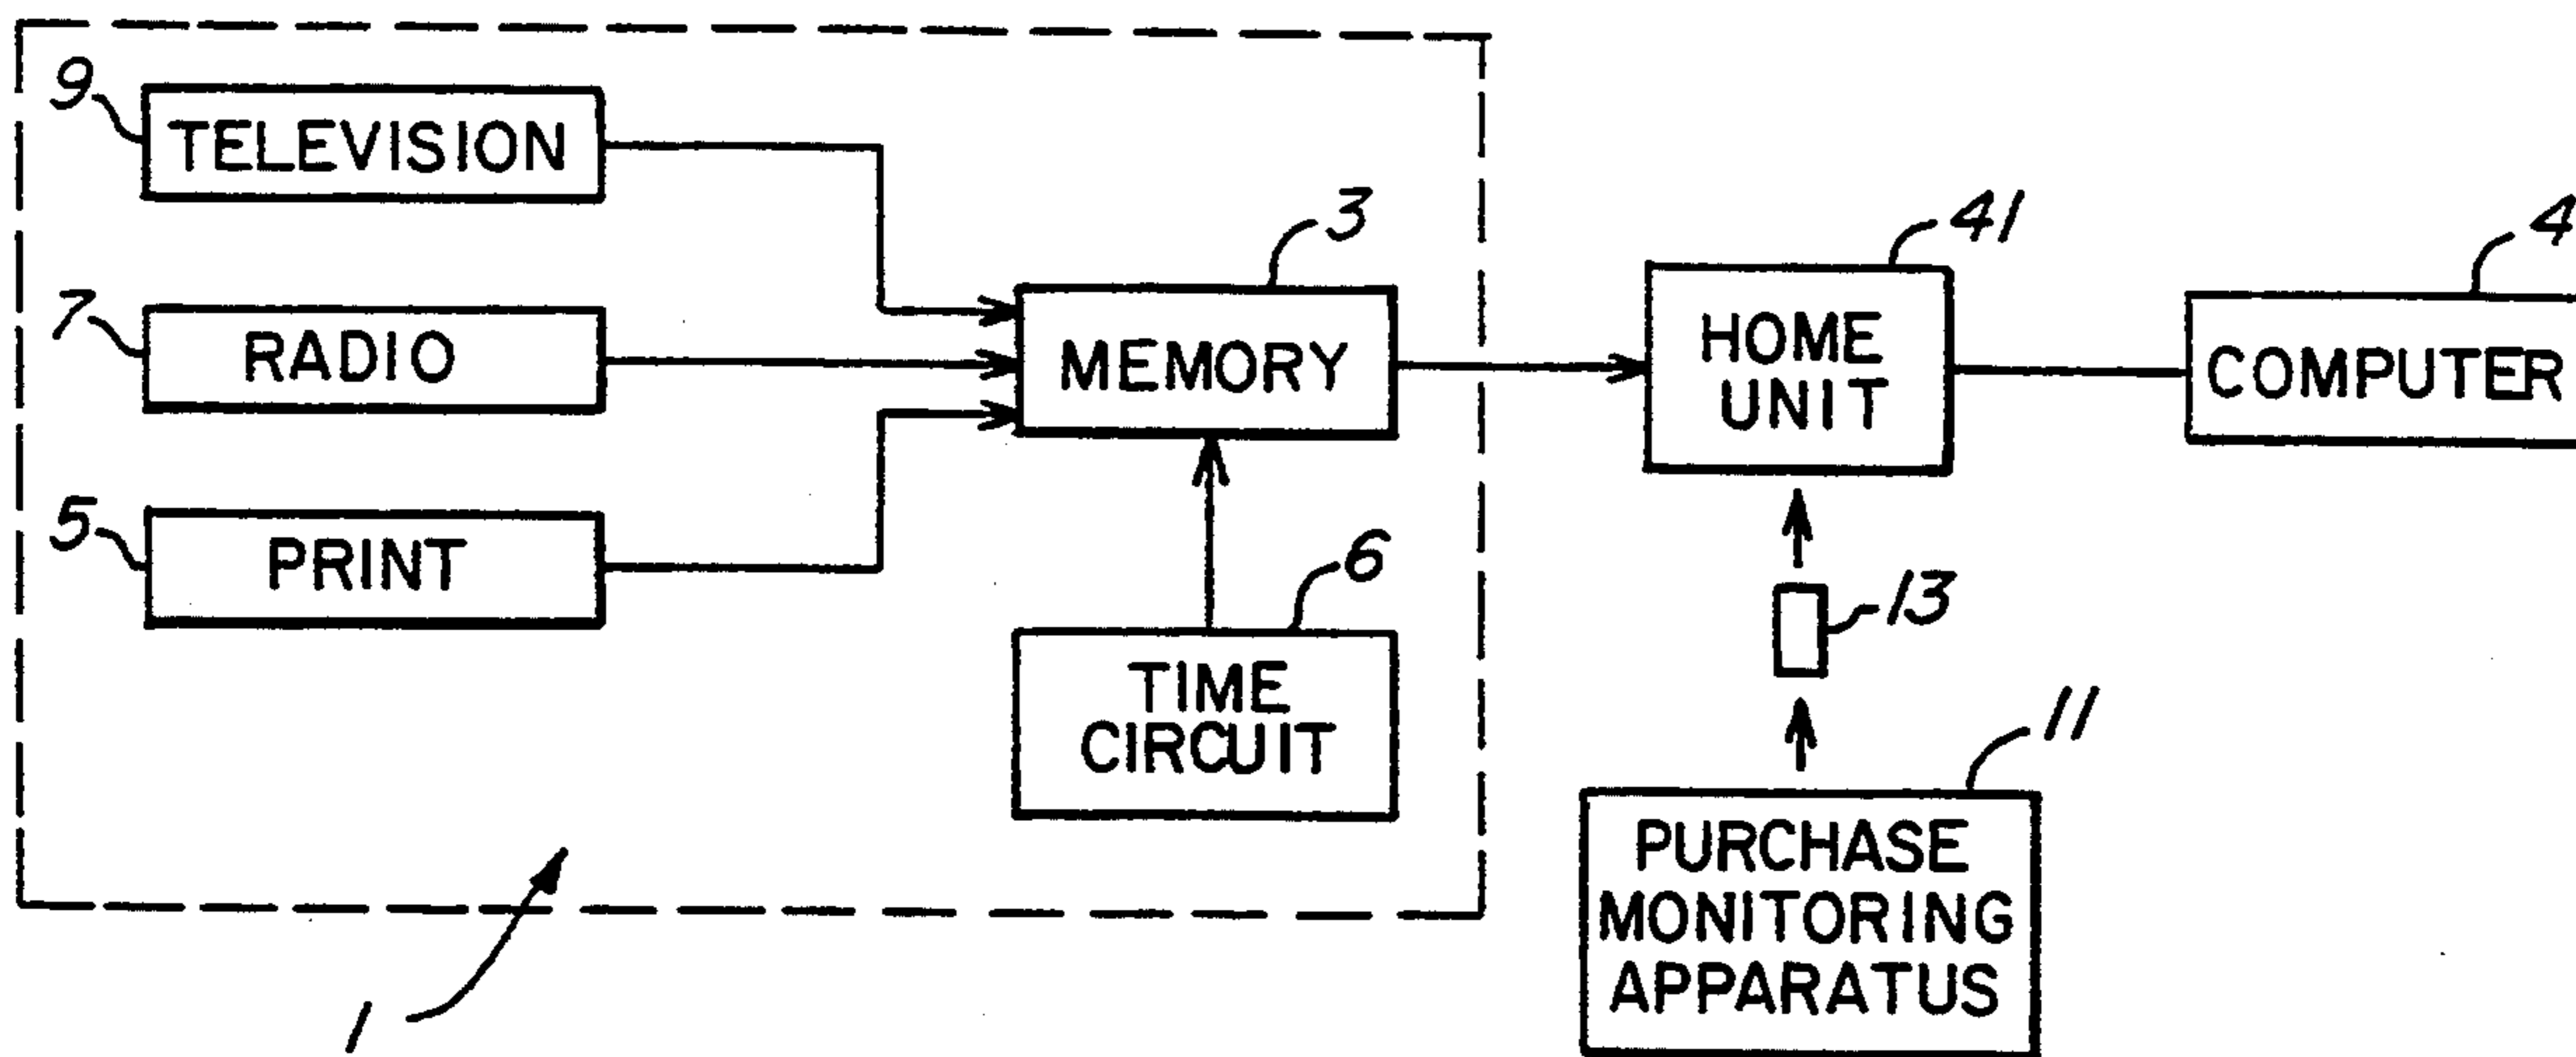 9
TELEVISION
7
RADIO
5
PRINT
3
MEMORY
6
TIME
CIRCUIT
1
41
HOME
UNIT
4
COMPUTER
13
11
PURCHASE
MONITORING
APPARATUS